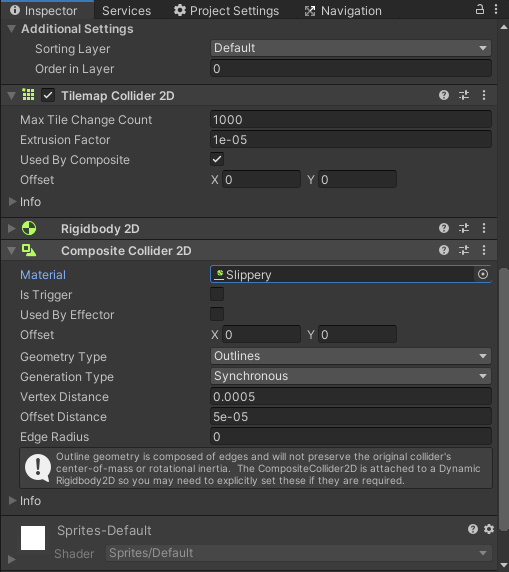 Inspector Services Project Settings Navigation
Additional Settings
Sorting Layer Default
Order in Layer 0
Tilemap Collider 2D
Max Tile Change Count 1000
Extrusion Factor 1e-05
Used By Composite
Offset X 0 Y 0
Info
Rigidbody 2D
Composite Collider 2D
Material Slippery
Is Trigger
Used By Effector
Offset X 0 Y 0
Geometry Type Outlines
Generation Type Synchronous
Vertex Distance 0.0005
Offset Distance 5e-05
Edge Radius 0
Outline geometry is composed of edges and will not preserve the original collider's
center-of-mass or rotational inertia. The CompositeCollider2D is attached to a Dynamic
Rigidbody2D so you may need to explicitly set these if they are required.
Info
Sprites-Default
Shader Sprites/Default